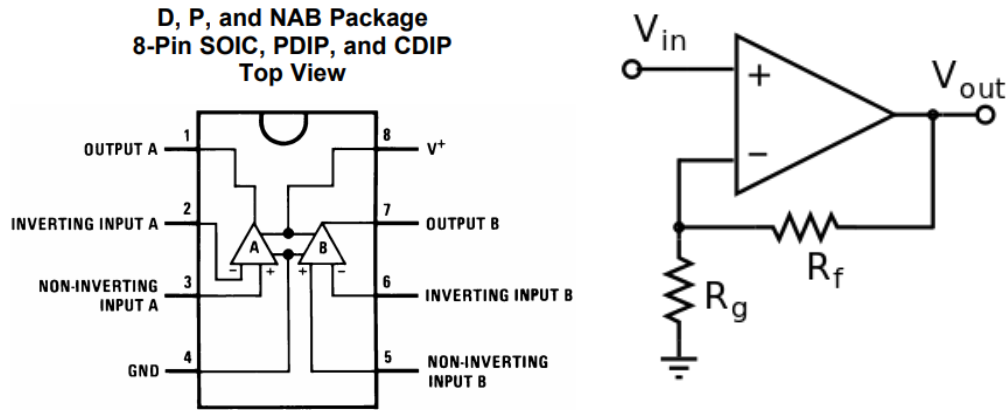 D, P, and NAB Package
8-Pin SOIC, PDIP, and CDIP
Top View
1
OUTPUT A
8
V+
2
INVERTING INPUT A
7
OUTPUT B
A
B
−
+
+
−
3
NON-INVERTING
INPUT A
6
INVERTING INPUT B
4
GND
5
NON-INVERTING
INPUT B
Vin
+
−
Vout
Rf
Rg